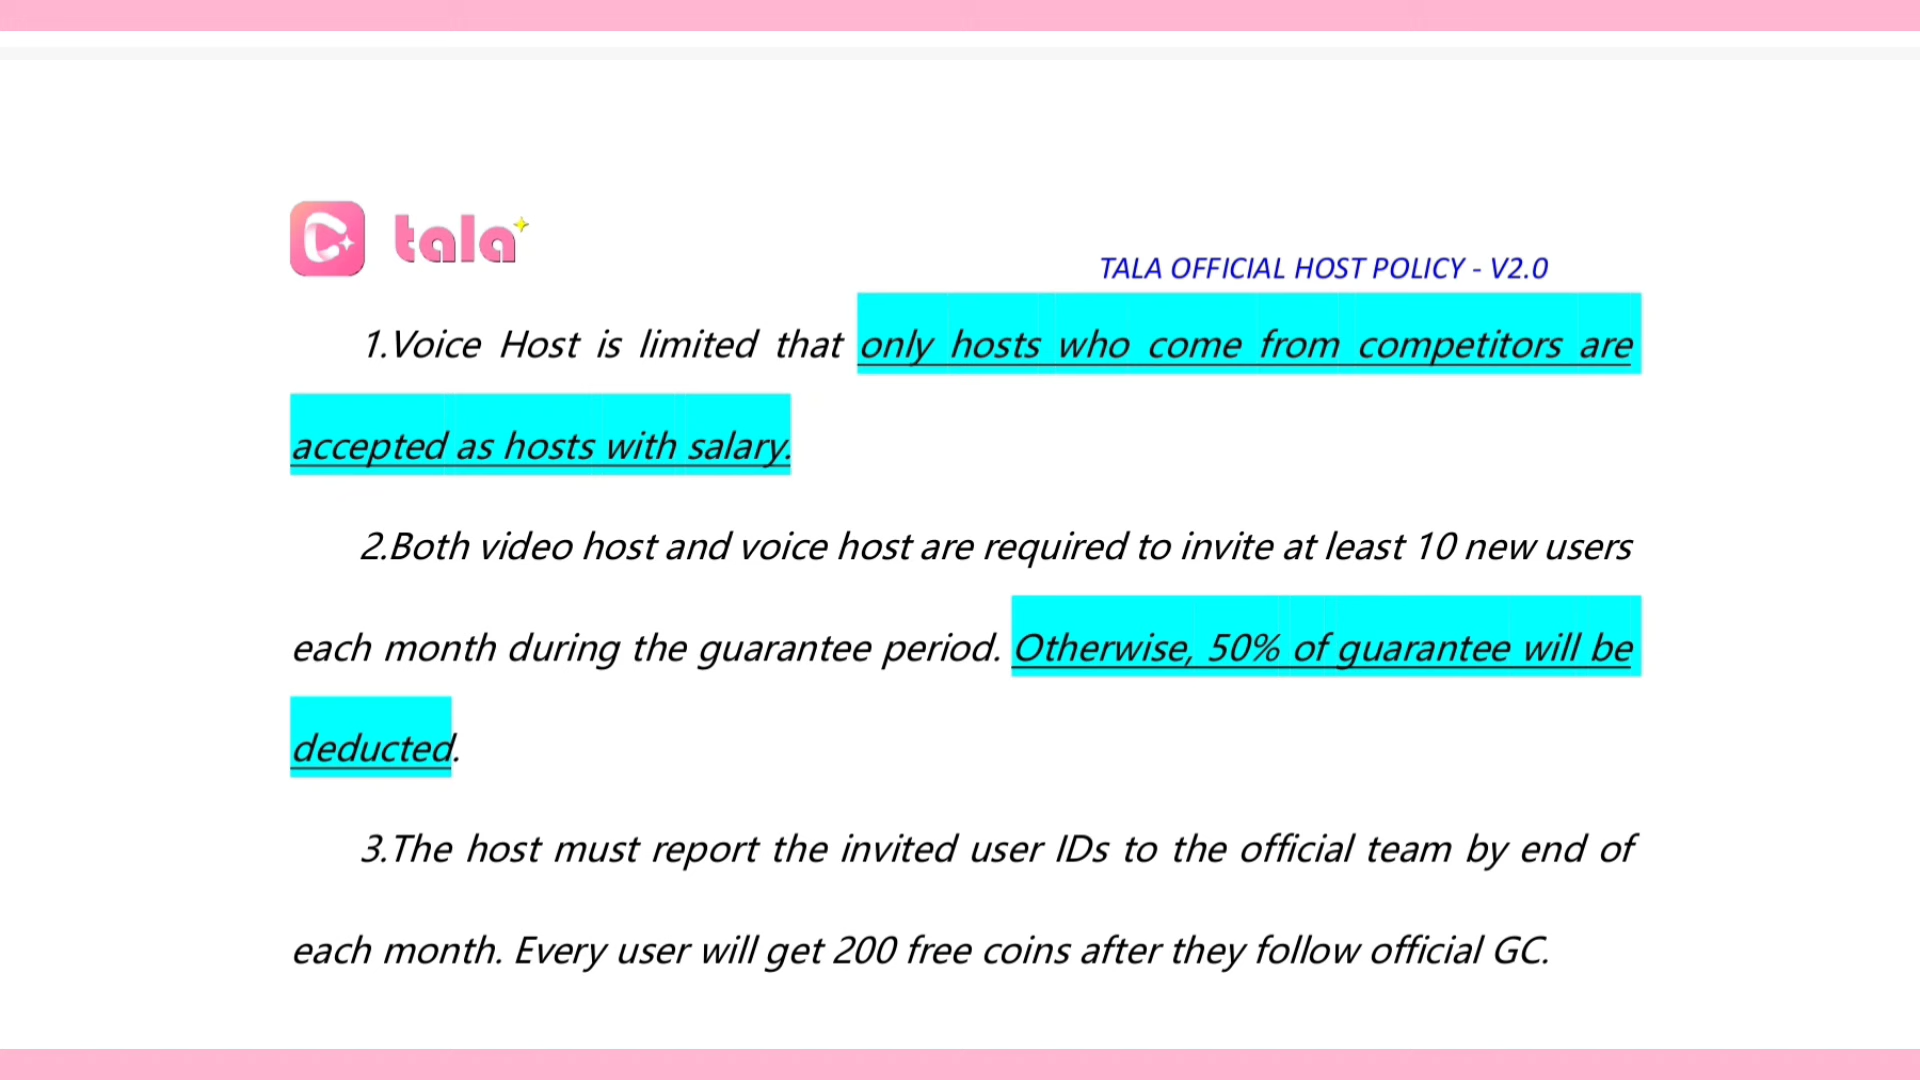 tala
TALA OFFICIAL HOST POLICY - V2.0
1.Voice Host is limited that only hosts who come from competitors are
accepted as hosts with salary.
2.Both video host and voice host are required to invite at least 10 new users
each month during the guarantee period. Otherwise, 50% of guarantee will be
deducted.
3.The host must report the invited user IDs to the official team by end of
each month. Every user will get 200 free coins after they follow official GC.